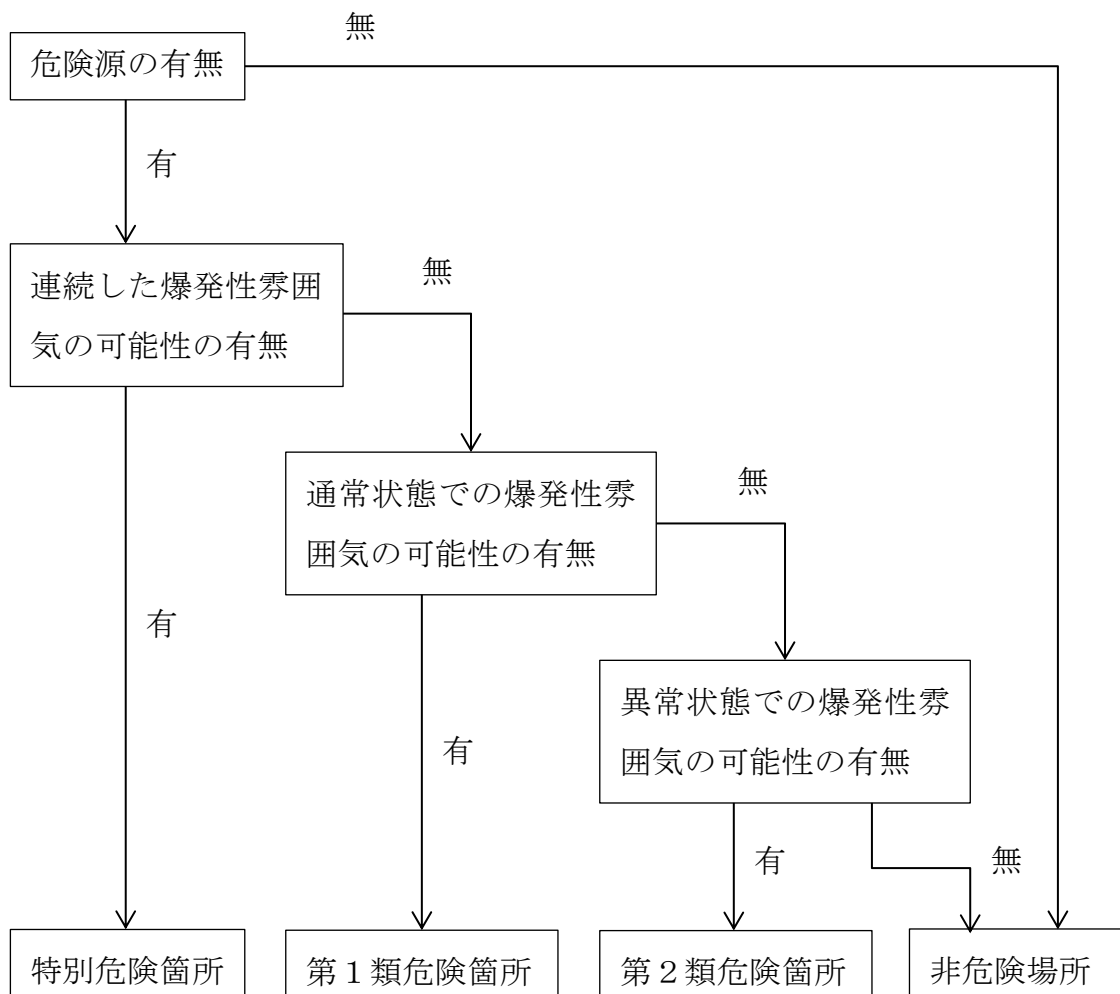 無
危険源の有無
有
連続した爆発性雰囲
気の可能性の有無
無
通常状態での爆発性雰
囲気の可能性の有無
無
有
異常状態での爆発性雰
囲気の可能性の有無
有
有
無
特別危険箇所
第１類危険箇所
第２類危険箇所
非危険場所